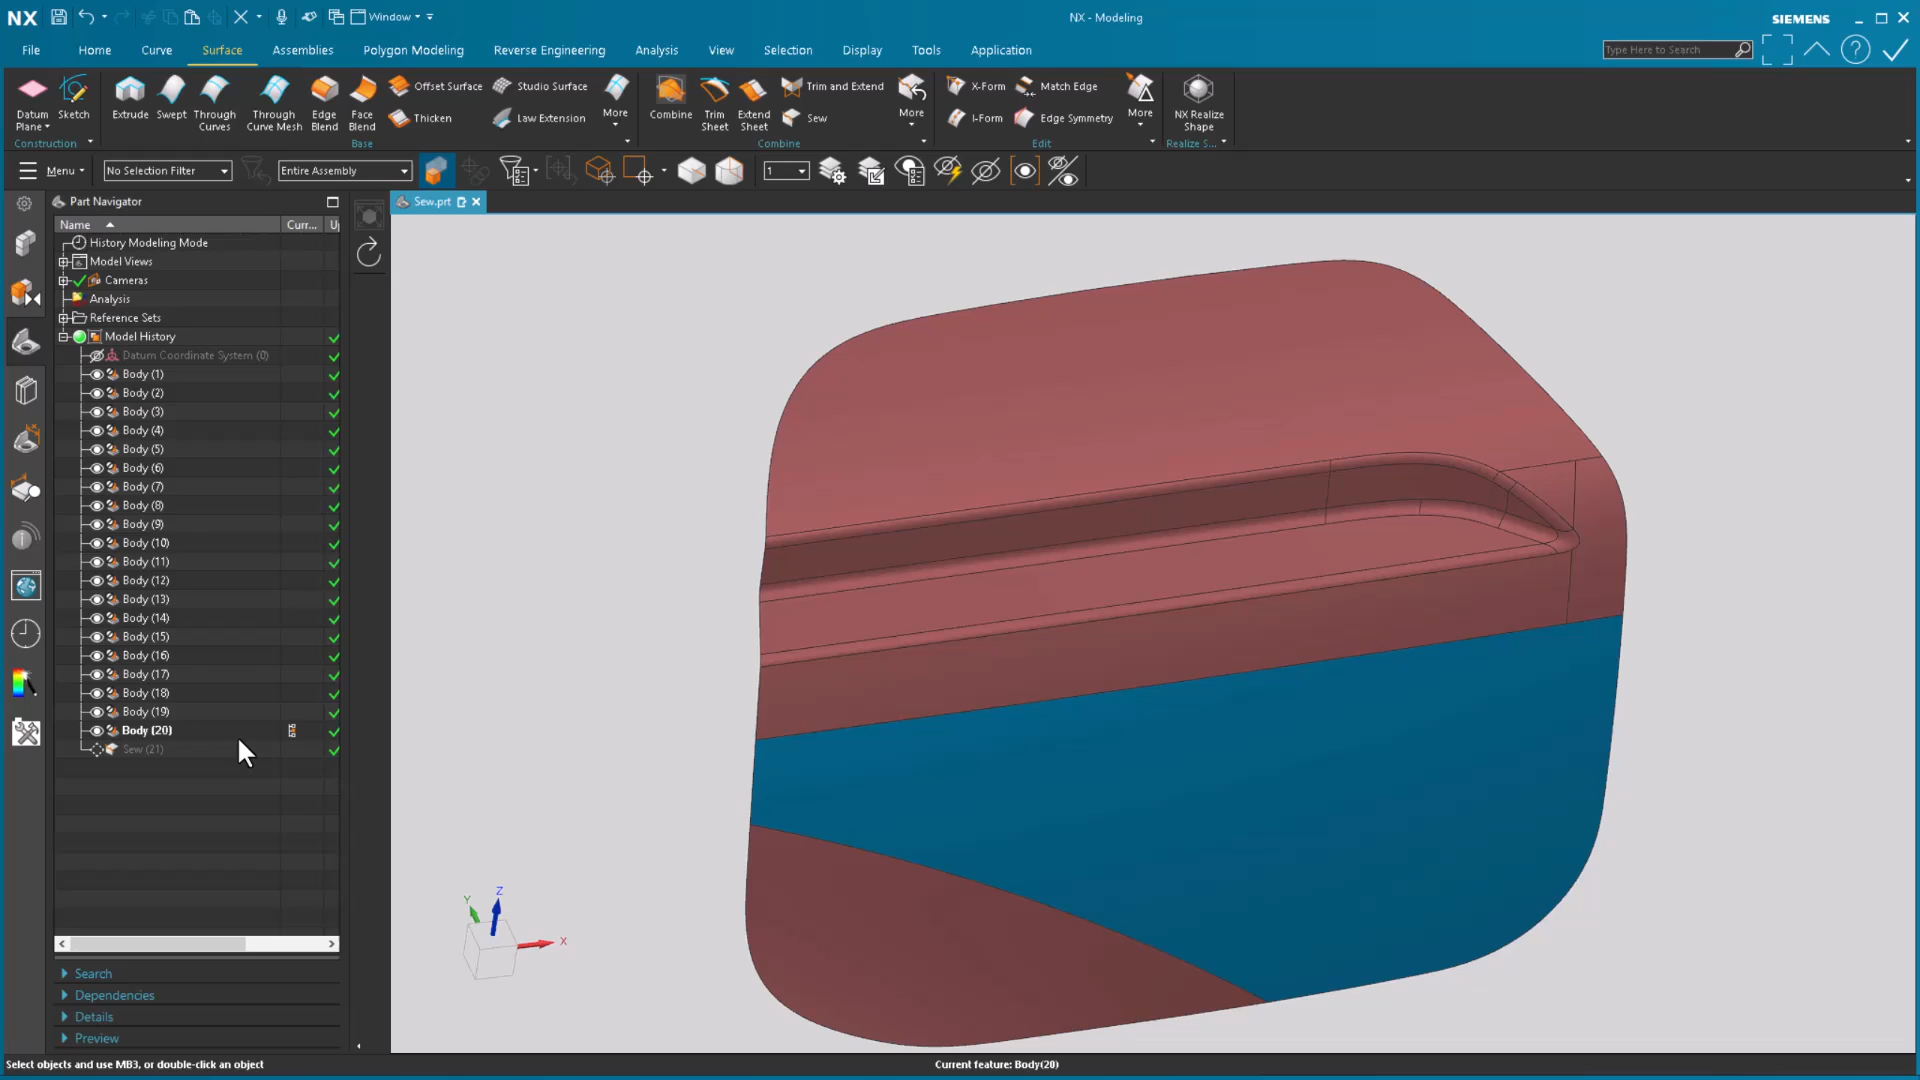 NX
Window
NX - Modeling
SIEMENS
File
Home
Curve
Surface
Assemblies
Polygon Modeling
Reverse Engineering
Analysis
View
Selection
Display
Tools
Application
Type Here to Search
Datum Plane
Sketch
Construction
Extrude
Swept
Through Curves
Through Curve Mesh
Edge Blend
Face Blend
Offset Surface
Thicken
Studio Surface
Law Extension
More
Base
Combine
Trim Sheet
Extend Sheet
Trim and Extend
Sew
More
Combine
X-Form
I-Form
Match Edge
Edge Symmetry
More
Edit
NX Realize Shape
Realize S...
Menu
No Selection Filter
Entire Assembly
1
Part Navigator
Sew.prt
Name
Curr...
Up
History Modeling Mode
Model Views
Cameras
Analysis
Reference Sets
Model History
Datum Coordinate System (0)
Body (1)
Body (2)
Body (3)
Body (4)
Body (5)
Body (6)
Body (7)
Body (8)
Body (9)
Body (10)
Body (11)
Body (12)
Body (13)
Body (14)
Body (15)
Body (16)
Body (17)
Body (18)
Body (19)
Body (20)
Sew (21)
Z
Y
X
Search
Dependencies
Details
Preview
Select objects and use MB3, or double-click an object
Current feature: Body(20)